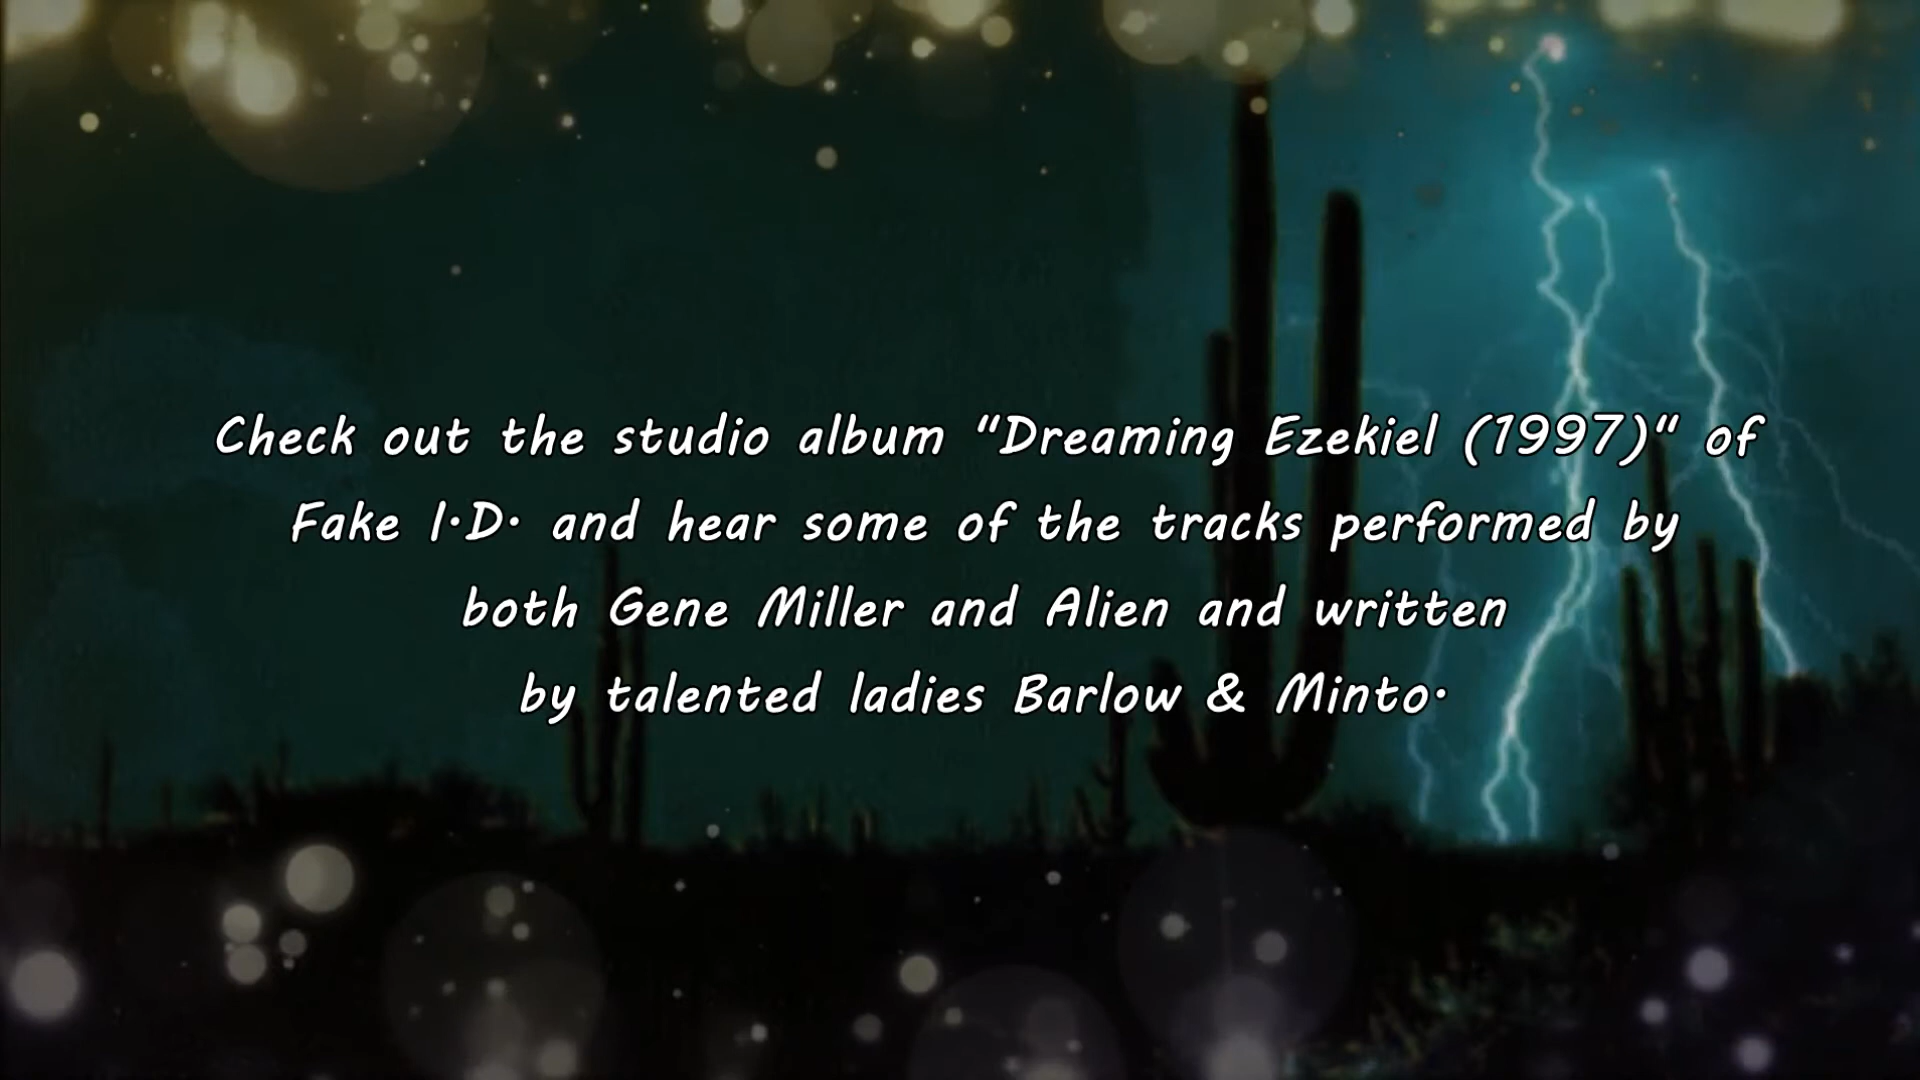 Check out the studio album "Dreaming Ezekiel (1997)" of
Fake I.D. and hear some of the tracks performed by
both Gene Miller and Alien and written
by talented ladies Barlow & Minto.